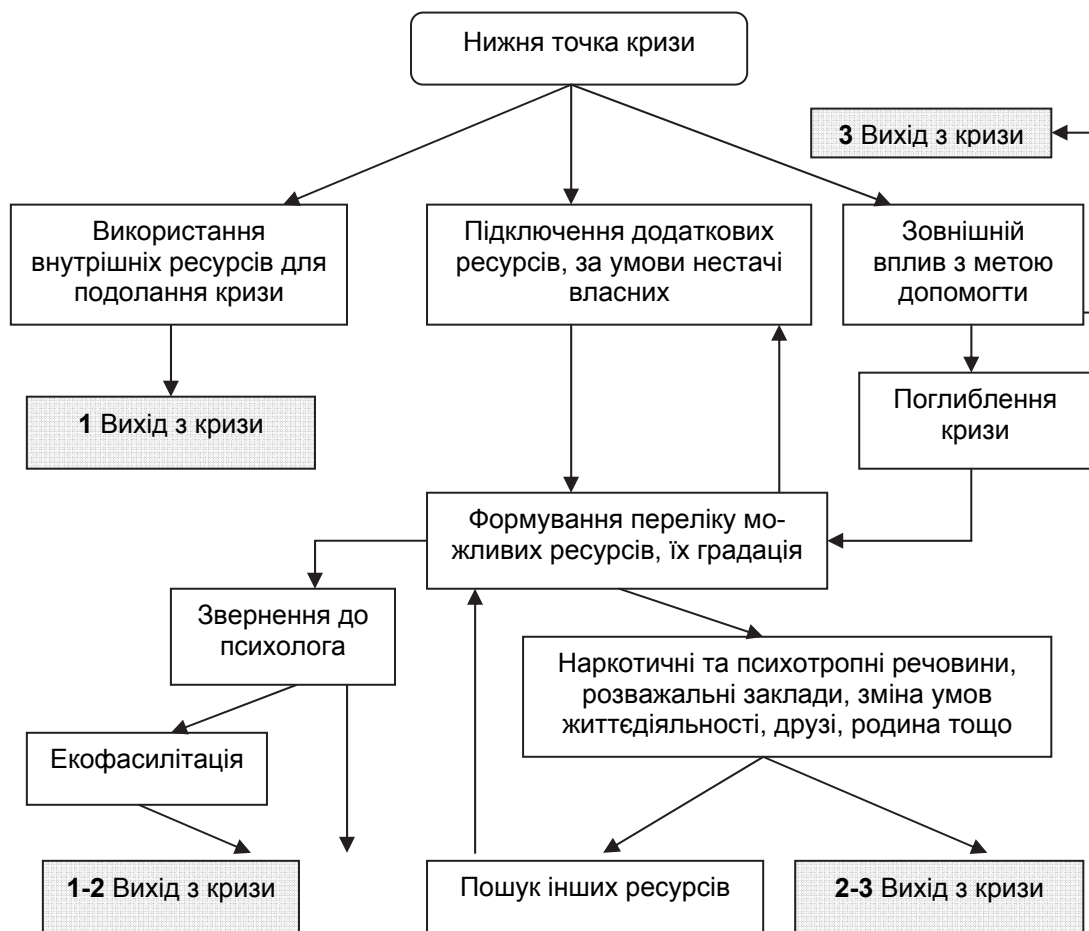 Нижня точка кризи
3 Вихід з кризи
Використання
внутрішніх ресурсів для
подолання кризи
Підключення додаткових
ресурсів, за умови нестачі
власних
Зовнішній
вплив з метою
допомогти
1 Вихід з кризи
Поглиблення
кризи
Формування переліку мо-
жливих ресурсів, їх градація
Звернення до
психолога
Наркотичні та психотропні речовини,
розважальні заклади, зміна умов
життєдіяльності, друзі, родина тощо
Екофасилітація
1-2 Вихід з кризи
Пошук інших ресурсів
2-3 Вихід з кризи